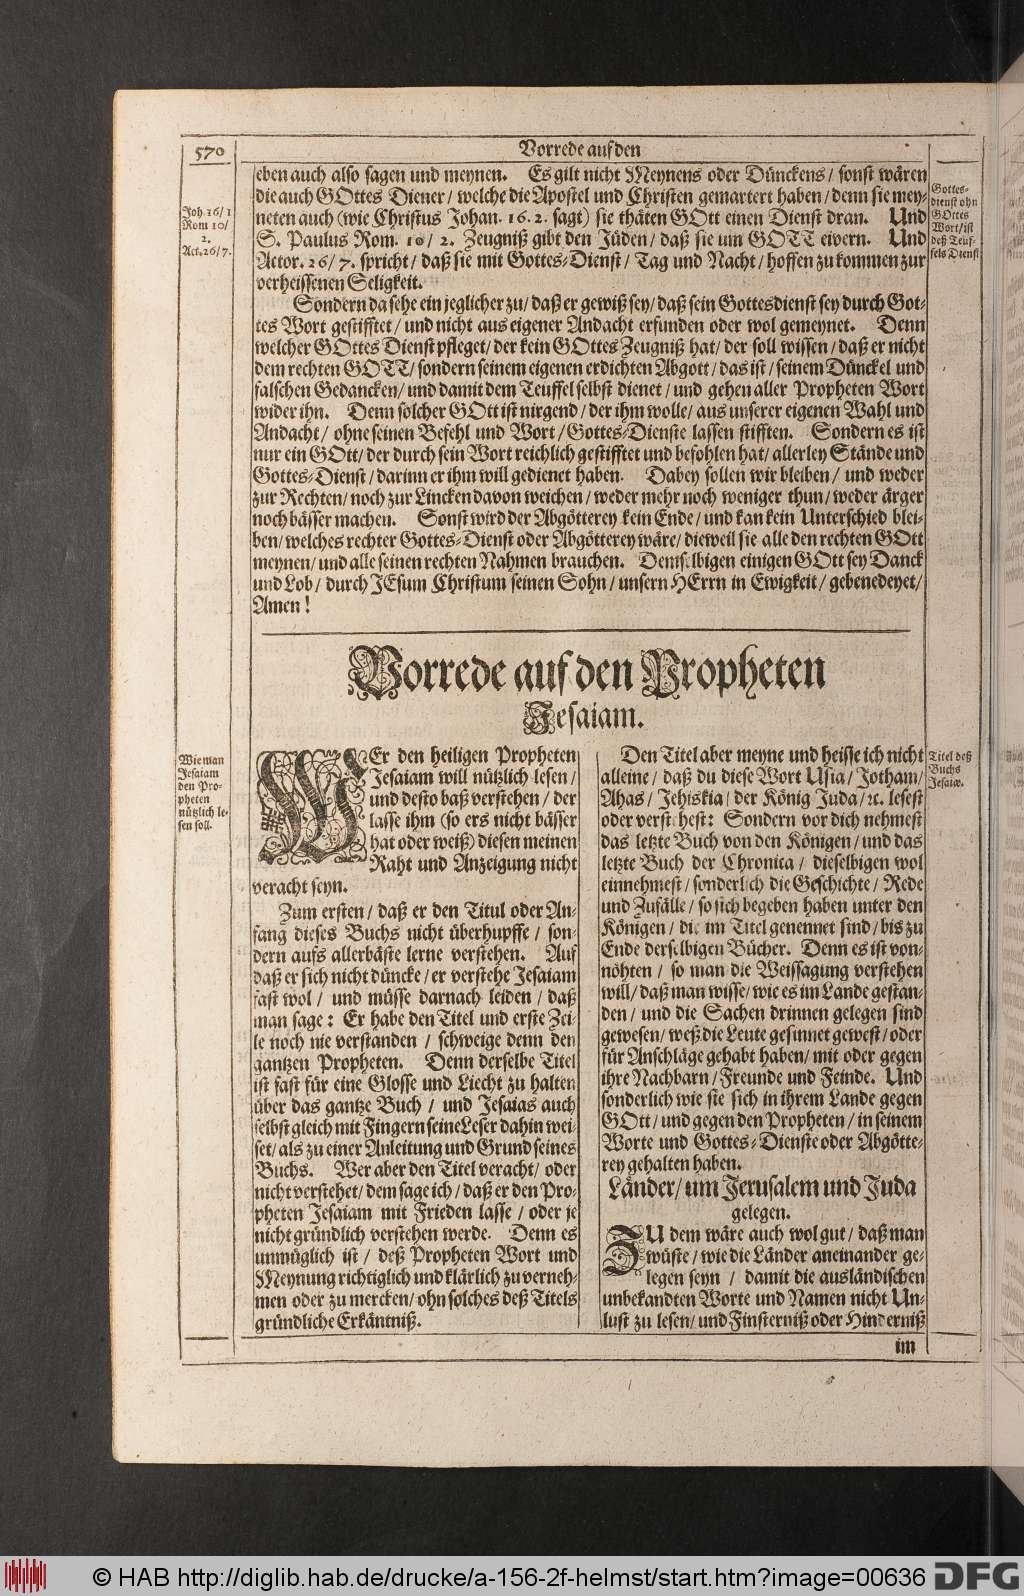 570
Vorrede auf den
eben auch also sagen und meynen. Es gilt nicht Meynens oder Dünckens / sonst wären
die auch GOttes Diener / welche die Apostel und Christen gemartert haben / denn sie mey-
neten auch (wie Christus Johan. 16. 2. sagt) sie thäten GOtt einen Dienst dran. Und
S. Paulus Rom. 10 / 2. Zeugniß gibt den Jüden / daß sie um GOTT eivern. Und
Actor. 26 / 7. spricht / daß sie mit Gottes-Dienst / Tag und Nacht / hoffen zu kommen zur
verheissenen Seligkeit.
Sondern da sehe ein jeglicher zu / daß er gewiß sey / daß sein Gottesdienst sey durch Got-
tes Wort gestifftet / und nicht aus eigener Andacht erfunden oder wol gemeynet. Denn
welcher GOttes Dienst pfleget / der kein GOttes Zeugniß hat / der soll wissen / daß er nicht
dem rechten GOTT / sondern seinem eigenen erdichten Abgott / das ist / seinem Dünckel und
falschen Gedancken / und damit dem Teuffel selbst dienet / und gehen aller Propheten Wort
wider ihn. Denn solcher GOtt ist nirgend / der ihm wolle / aus unserer eigenen Wahl und
Andacht / ohne seinen Befehl und Wort / Gottes-Dienste lassen stifften. Sondern es ist
nur ein GOtt / der durch sein Wort reichlich gestifftet und befohlen hat / allerley Stände und
Gottes-Dienst / darinn er ihm will gedienet haben. Dabey sollen wir bleiben / und weder
zur Rechten / noch zur Lincken davon weichen / weder mehr noch weniger thun / weder ärger
noch bässer machen. Sonst wird der Abgötterey kein Ende / und kan kein Unterschied blei-
ben / welches rechter Gottes-Dienst oder Abgötterey wäre / dieweil sie alle den rechten GOtt
meynen / und alle seinen rechten Nahmen brauchen. Demselbigen einigen GOtt sey Danck
und Lob / durch JEsum Christum seinen Sohn / unsern HErrn in Ewigkeit / gebenedeyet /
Amen !
Joh. 16 / 1
Rom 10 /
2.
Act. 26 / 7.
Gottes-
dienst ohn
GOttes
Wort / ist
deß Teuf-
fels Dienst
Vorrede auf den Propheten
Jesaiam.
Wie man
Jesaiam
den Pro-
pheten
nützlich le-
sen soll.
WEr den heiligen Propheten
Jesaiam will nützlich lesen /
und desto baß verstehen / der
lasse ihm (so ers nicht bässer
hat oder weiß) diesen meinen
Raht und Anzeigung nicht
veracht seyn.
Zum ersten / daß er den Titul oder An-
fang dieses Buchs nicht überhupffe / son-
dern aufs allerbäste lerne verstehen. Auf
daß er sich nicht düncke / er verstehe Jesaiam
fast wol / und müsse darnach leiden / daß
man sage : Er habe den Titel und erste Zei-
le noch nie verstanden / schweige denn den
gantzen Propheten. Denn derselbe Titel
ist fast für eine Glosse und Liecht zu halten
über das gantze Buch / und Jesaias auch
selbst gleich mit Fingern seine Leser dahin wei-
set / als zu einer Anleitung und Grund seines
Buchs. Wer aber den Titel veracht / oder
nicht verstehet / dem sage ich / daß er den Pro-
pheten Jesaiam mit Frieden lasse / oder je
nicht gründlich verstehen werde. Denn es
unmüglich ist / deß Propheten Wort und
Meynung richtiglich und klärlich zu verneh-
men oder zu mercken / ohn solches deß Titels
gründliche Erkäntniß.
Den Titel aber meyne und heisse ich nicht
alleine / daß du diese Wort Usia / Jotham /
Ahas / Jehiskia / der König Juda / ꝛc. lesest
oder verstehest : Sondern vor dich nehmest
das letzte Buch von den Königen / und das
letzte Buch der Chronica / dieselbigen wol
einnehmest / sonderlich die Geschichte / Rede
und Zufälle / so sich begeben haben unter den
Königen / die im Titel genennet sind / bis zu
Ende derselbigen Bücher. Denn es ist von-
nöhten / so man die Weissagung verstehen
will / daß man wisse / wie es im Lande gestan-
den / und die Sachen drinnen gelegen sind
gewesen / weß die Leute gesinnet gewest / oder
für Anschläge gehabt haben / mit oder gegen
ihre Nachbarn / Freunde und Feinde. Und
sonderlich wie sie sich in ihrem Lande gegen
GOtt / und gegen den Propheten / in seinem
Worte und Gottes-Dienste oder Abgötte-
rey gehalten haben.
Länder / um Jerusalem und Juda
gelegen.
ZU dem wäre auch wol gut / daß man
wüste / wie die Länder aneinander ge-
legen seyn / damit die ausländischen
unbekandten Worte und Namen nicht Un-
lust zu lesen / und Finsterniß oder Hinderniß
Titel deß
Buchs
Jesaiæ.
im
© HAB http://diglib.hab.de/drucke/a-156-2f-helmst/start.htm?image=00636
DFG